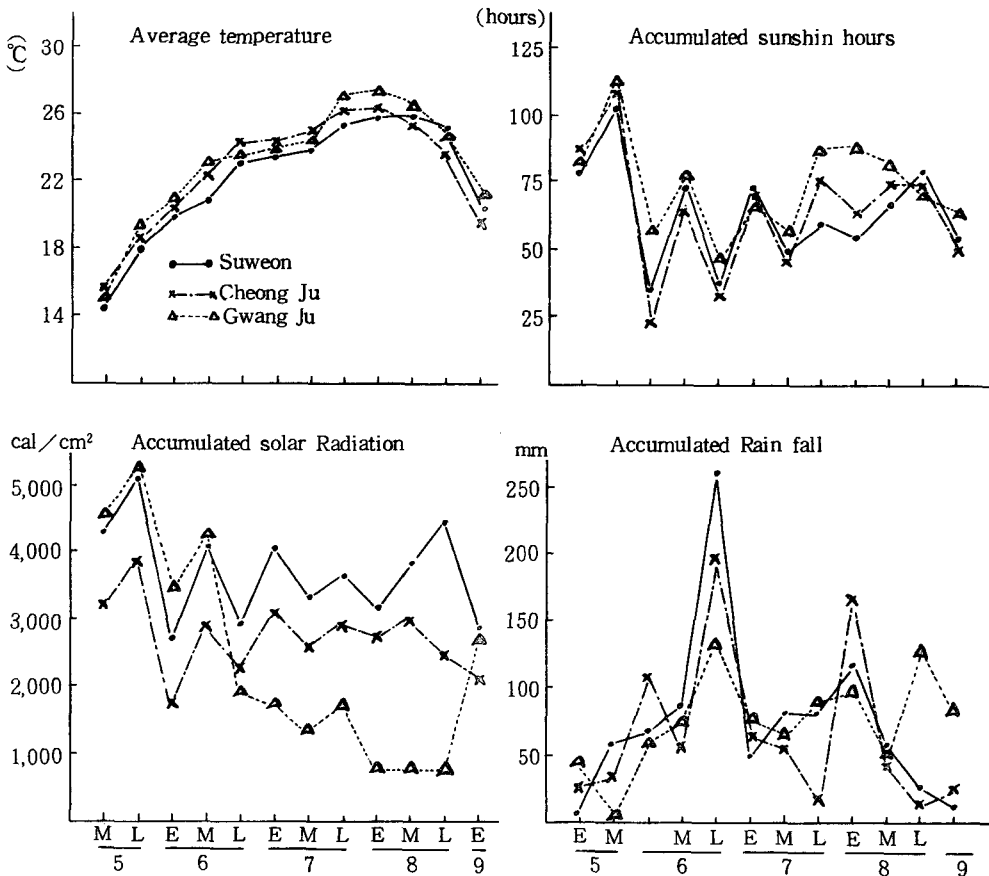 Average temperature
(℃)
30
26
22
18
14
Suweon
Cheong Ju
Gwang Ju
(hours)
Accumulated sunshin hours
125
100
75
50
25
cal/cm²
Accumulated solar Radiation
5,000
4,000
3,000
2,000
1,000
M L E M L E M L E M L E
5 6 7 8 9
mm
Accumulated Rain fall
250
200
150
100
50
E M M L E M L E M L
5 6 7 8 9